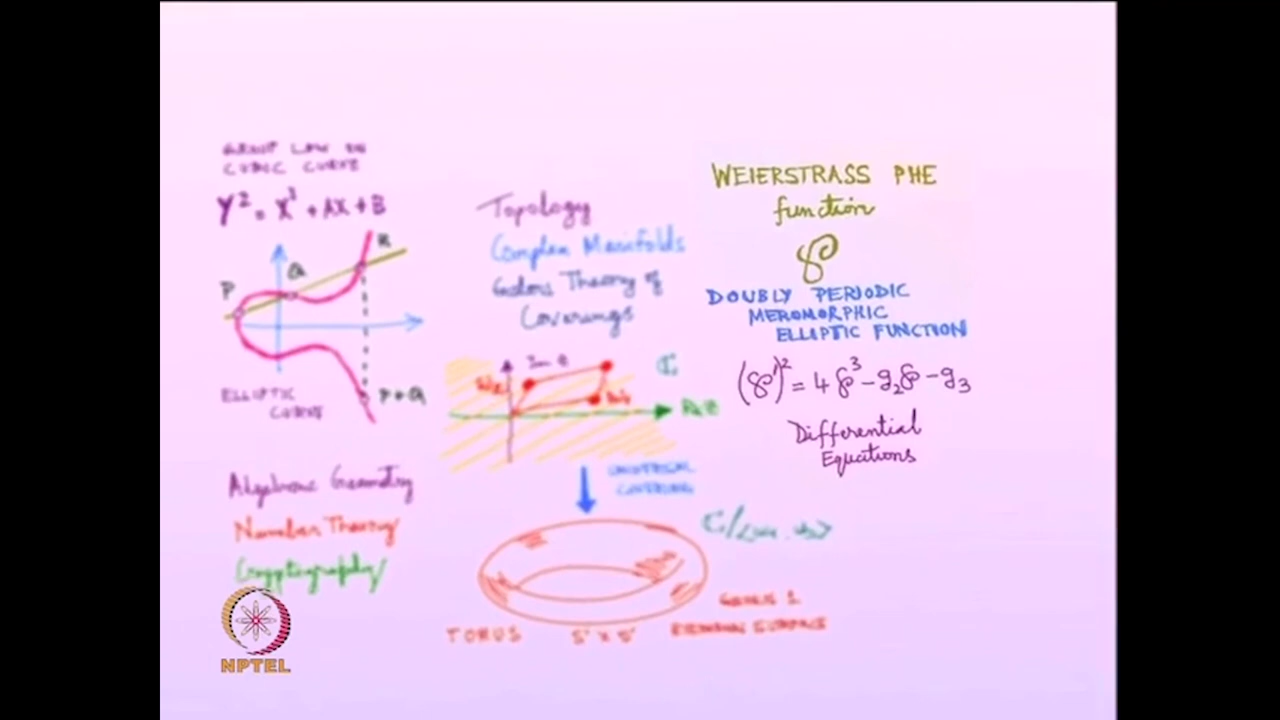 GROUP LAW ON
CUBIC CURVE
Y² = X³ + AX + B
R
Q
P
P+Q
ELLIPTIC
CURVE
Algebraic Geometry
Number Theory
Cryptography
NPTEL
Topology
Complex Manifolds
Galois Theory of
Coverings
Im z
ℂ
Re z
UNIVERSAL
COVERING
TORUS S¹ × S¹
GENUS 1
RIEMANN SURFACE
WEIERSTRASS PHE
function
℘
DOUBLY PERIODIC
MEROMORPHIC
ELLIPTIC FUNCTION
(℘')² = 4℘³ - g₂℘ - g₃
Differential
Equations